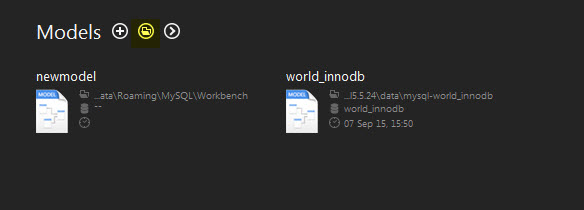 Models
newmodel
MODEL
...ata\Roaming\MySQL\Workbench
--
world_innodb
MODEL
...l5.5.24\data\mysql-world_innodb
world_innodb
07 Sep 15, 15:50